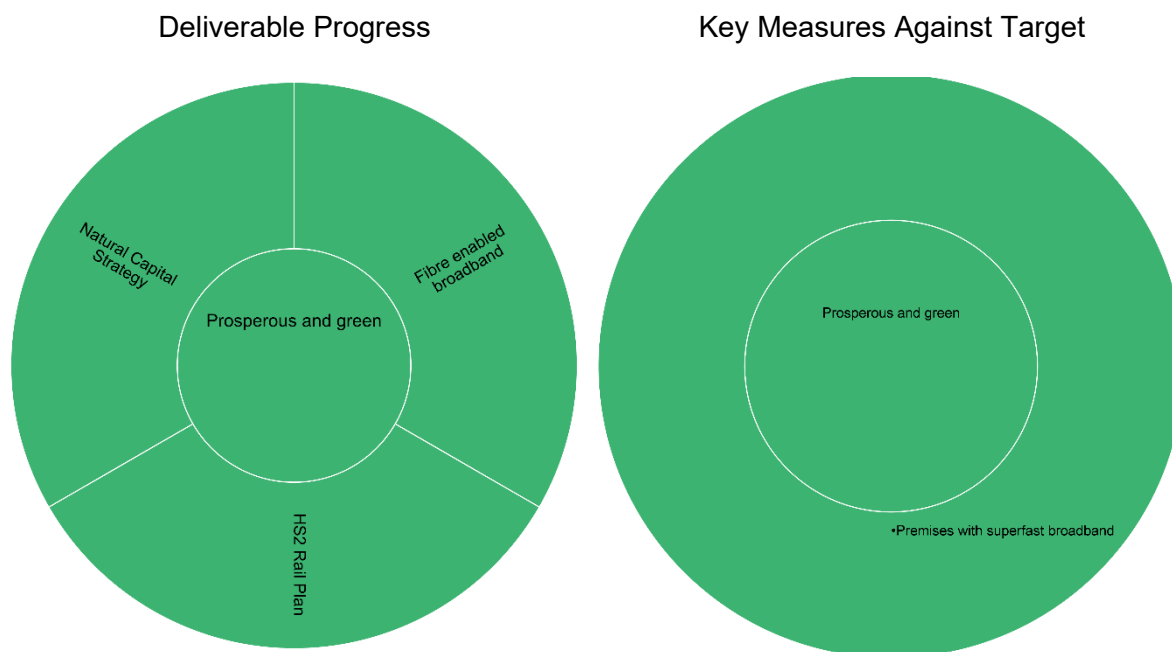 Deliverable Progress
Key Measures Against Target
Natural Capital
Strategy
Fibre enabled
broadband
Prosperous and green
HS2 Rail Plan
Prosperous and green
•Premises with superfast broadband